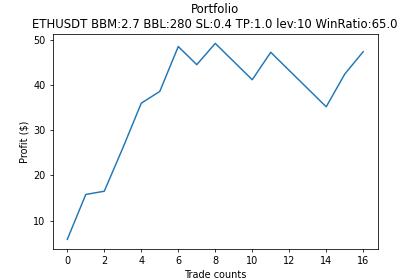 Portfolio
ETHUSDT BBM:2.7 BBL:280 SL:0.4 TP:1.0 lev:10 WinRatio:65.0
50
40
30
20
10
Profit ($)
0 2 4 6 8 10 12 14 16
Trade counts